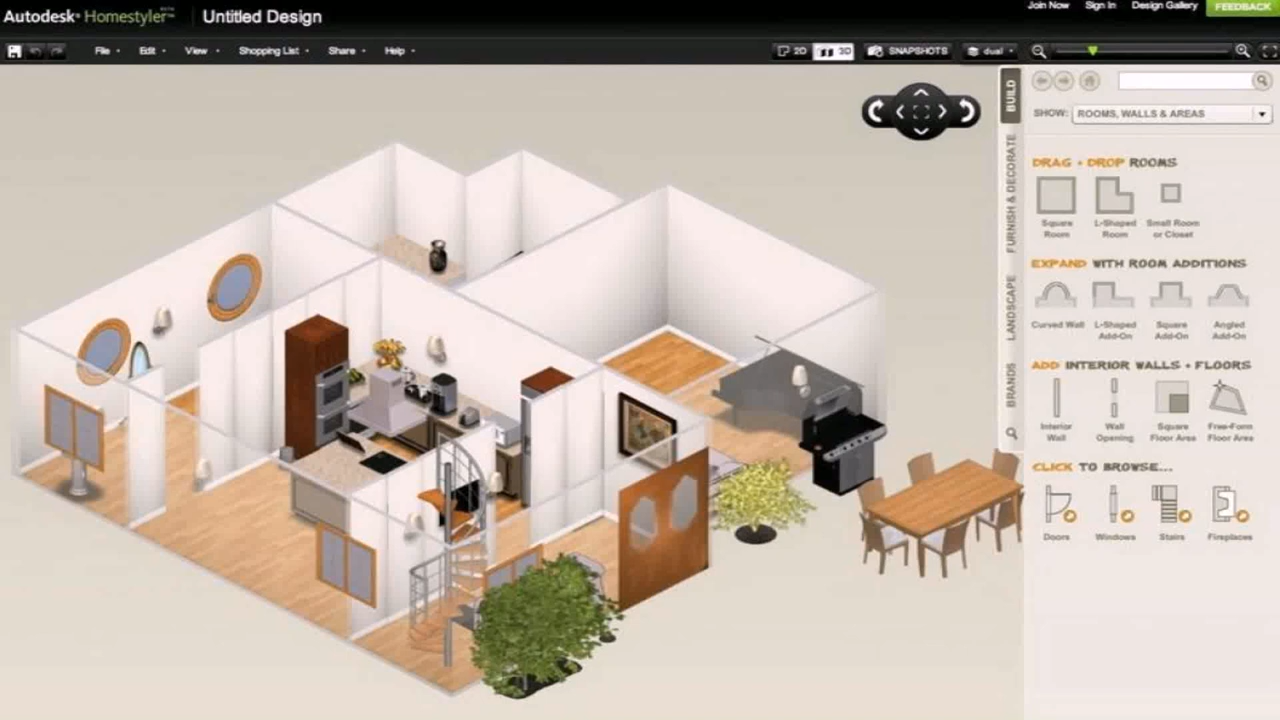 Autodesk® Homestyler™ BETA
Untitled Design
Join Now Sign In Design Gallery FEEDBACK
File Edit View Shopping List Share Help
2D 3D SNAPSHOTS dual
BUILD
FURNISH & DECORATE
LANDSCAPE
BRANDS
SHOW: ROOMS, WALLS & AREAS
DRAG + DROP ROOMS
Square Room
L-Shaped Room
Small Room or Closet
EXPAND WITH ROOM ADDITIONS
Curved Wall
L-Shaped Add-On
Square Add-On
Angled Add-On
ADD INTERIOR WALLS + FLOORS
Interior Wall
Wall Opening
Square Floor Area
Free-Form Floor Area
CLICK TO BROWSE...
Doors
Windows
Stairs
Fireplaces